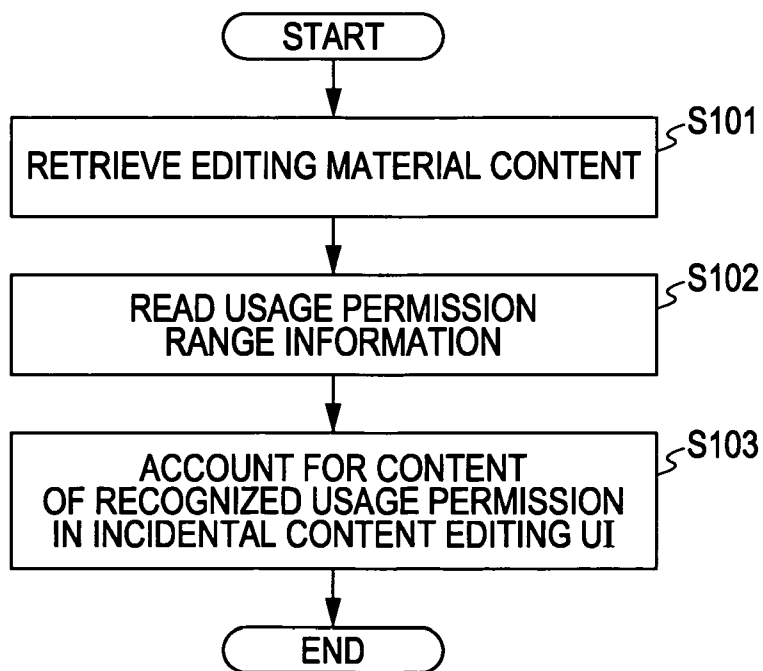 START
S101
RETRIEVE EDITING MATERIAL CONTENT
S102
READ USAGE PERMISSION
RANGE INFORMATION
S103
ACCOUNT FOR CONTENT
OF RECOGNIZED USAGE PERMISSION
IN INCIDENTAL CONTENT EDITING UI
END